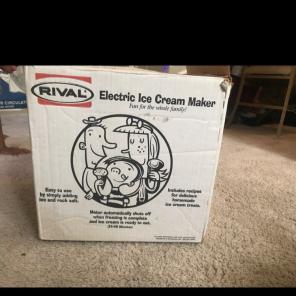 RIVAL®
Electric Ice Cream Maker
Fun for the whole family!
Easy to use
by simply adding
ice and rock salt.
Includes recipes
for delicious
homemade
ice cream treats.
Motor automatically shuts off
when freezing is complete
and ice cream is ready to eat.